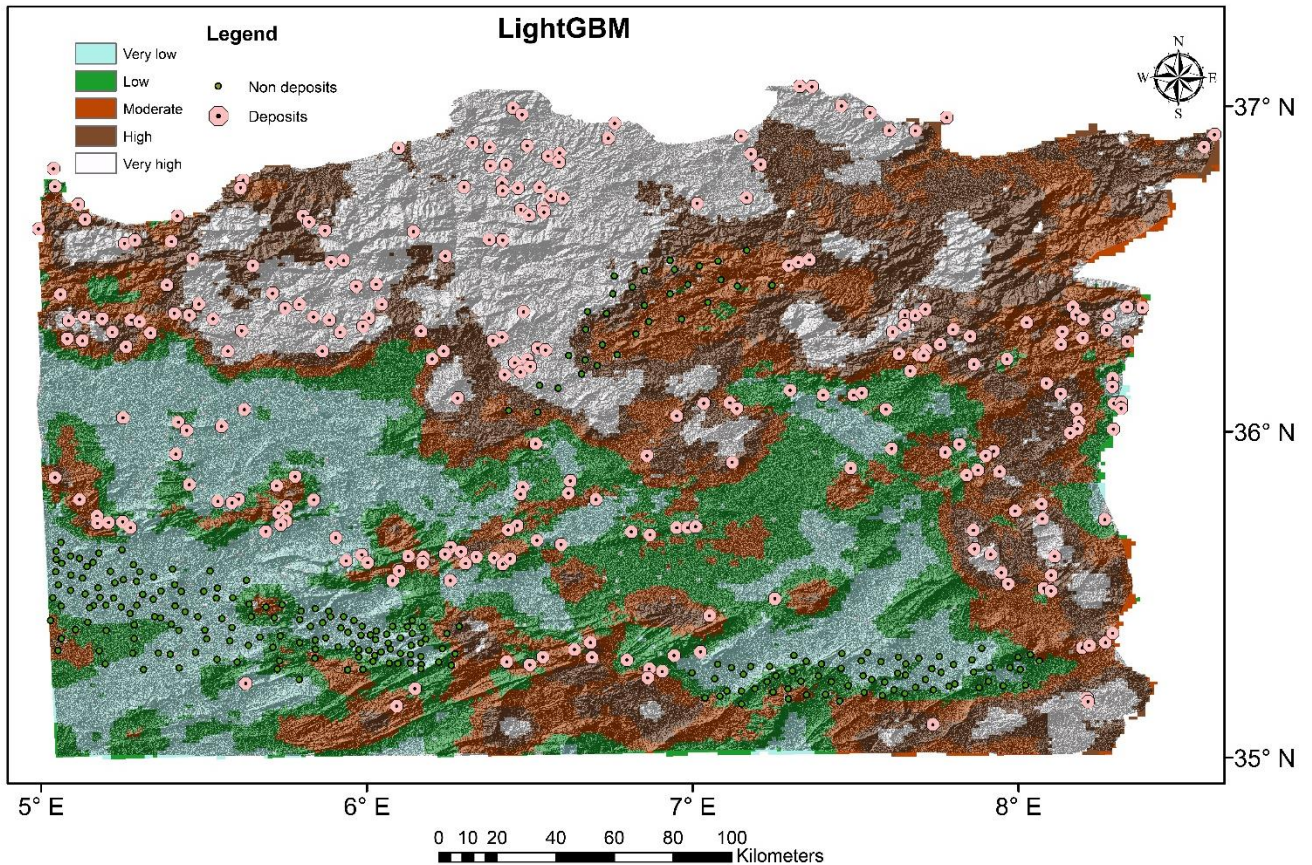 LightGBM
Legend
Very low
Low
Moderate
High
Very high
Non deposits
Deposits
N
W E
S
37° N
36° N
35° N
5° E 6° E 7° E 8° E
0 10 20 40 60 80 100
Kilometers